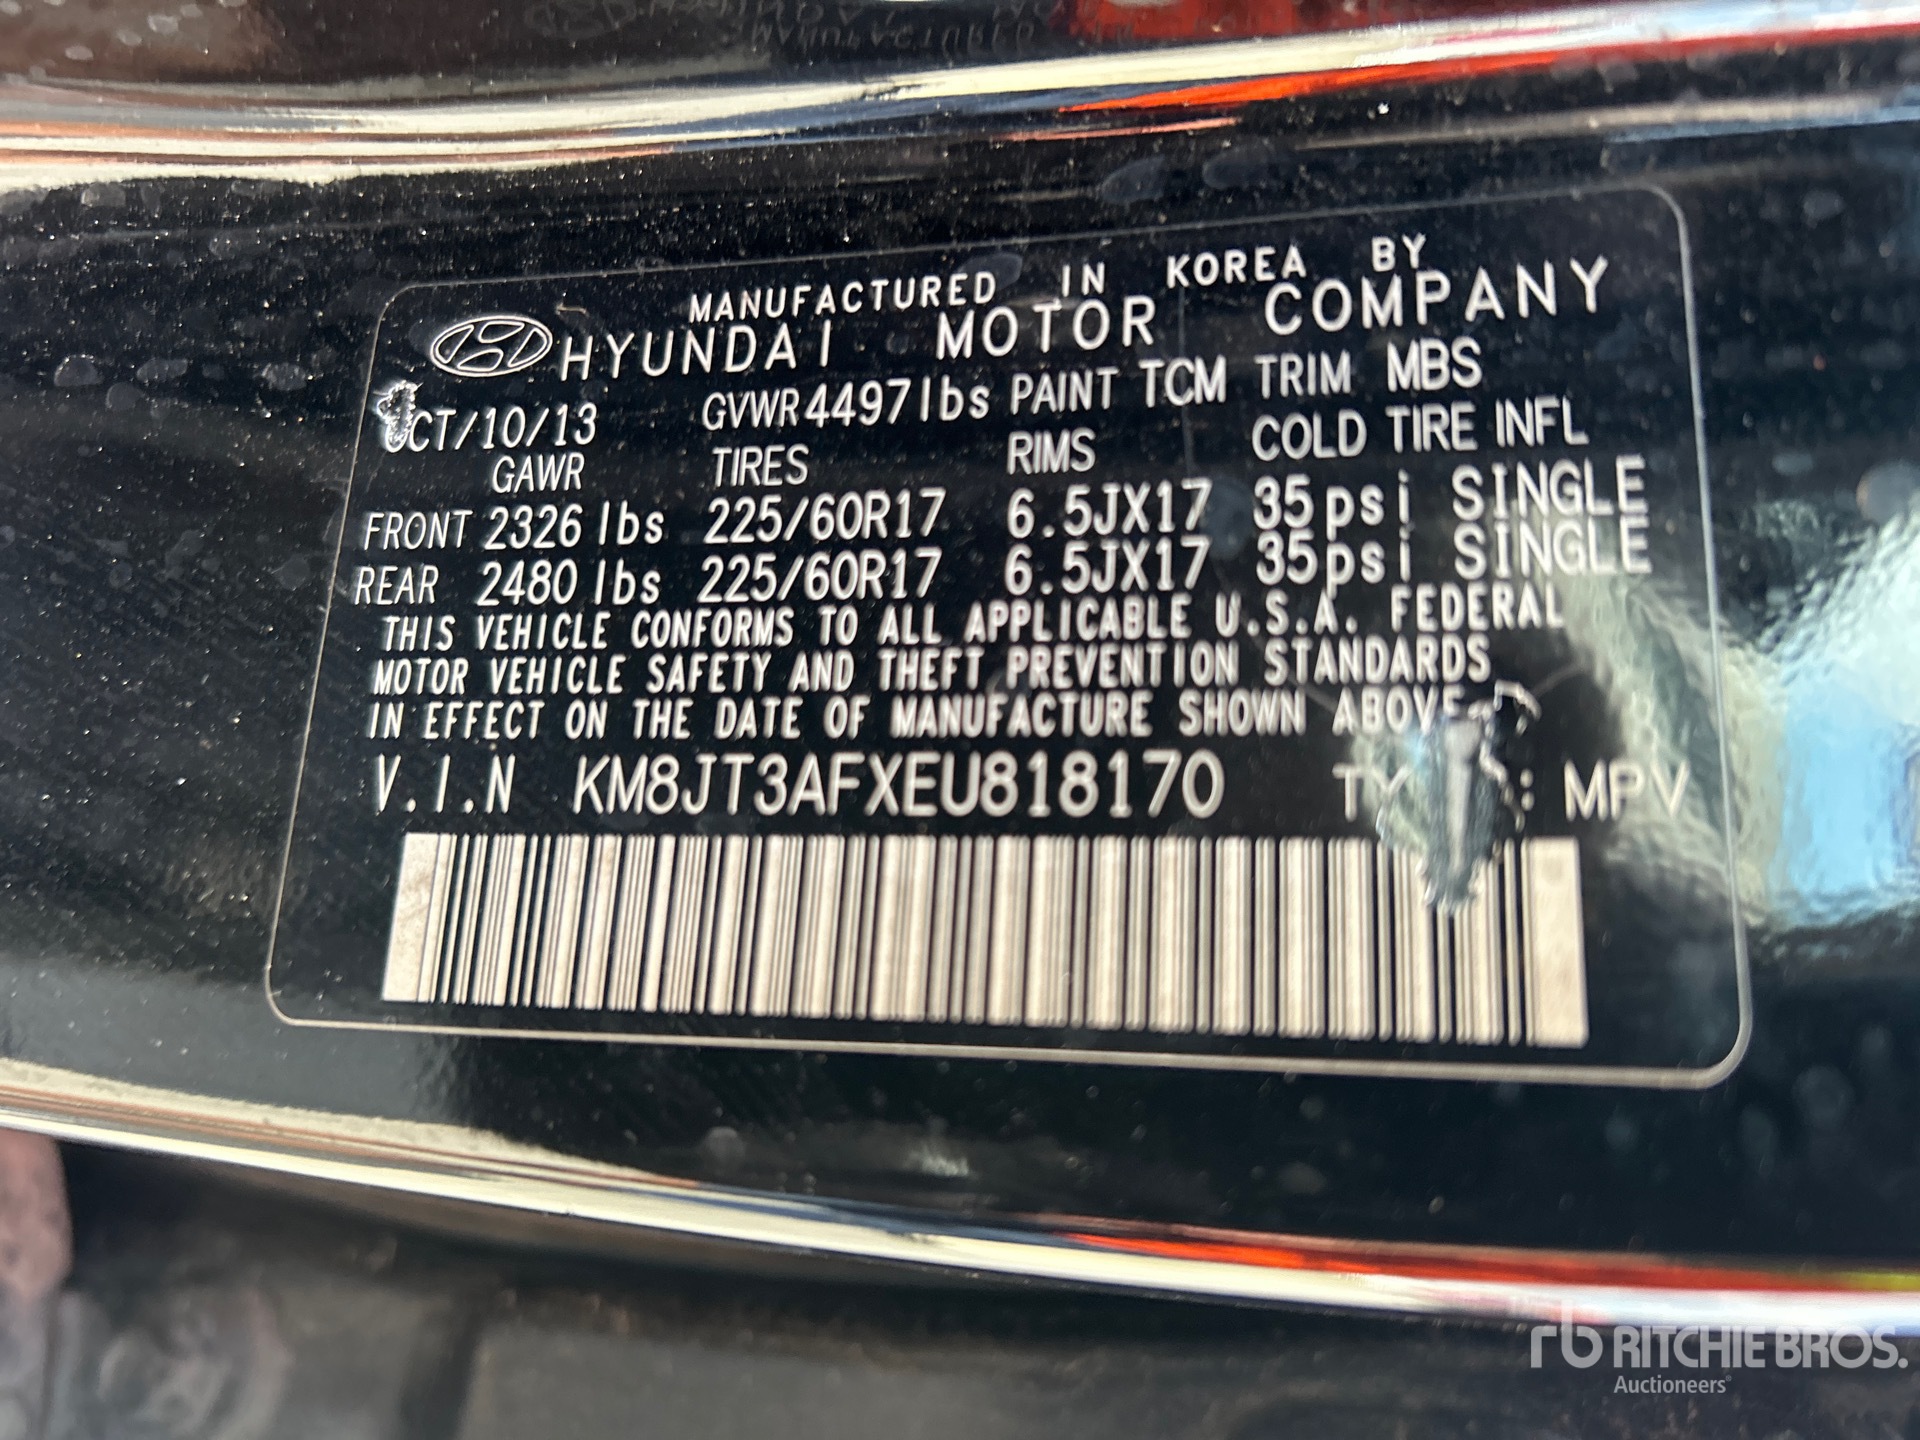 MANUFACTURED IN KOREA BY
HYUNDAI MOTOR COMPANY
OCT/10/13 GVWR 4497 lbs PAINT TCM TRIM MBS
GAWR TIRES RIMS COLD TIRE INFL
FRONT 2326 lbs 225/60R17 6.5JX17 35psi SINGLE
REAR 2480 lbs 225/60R17 6.5JX17 35psi SINGLE
THIS VEHICLE CONFORMS TO ALL APPLICABLE U.S.A. FEDERAL
MOTOR VEHICLE SAFETY AND THEFT PREVENTION STANDARDS
IN EFFECT ON THE DATE OF MANUFACTURE SHOWN ABOVE
V.I.N KM8JT3AFXEU818170 : MPV
rb RITCHIE BROS.
Auctioneers